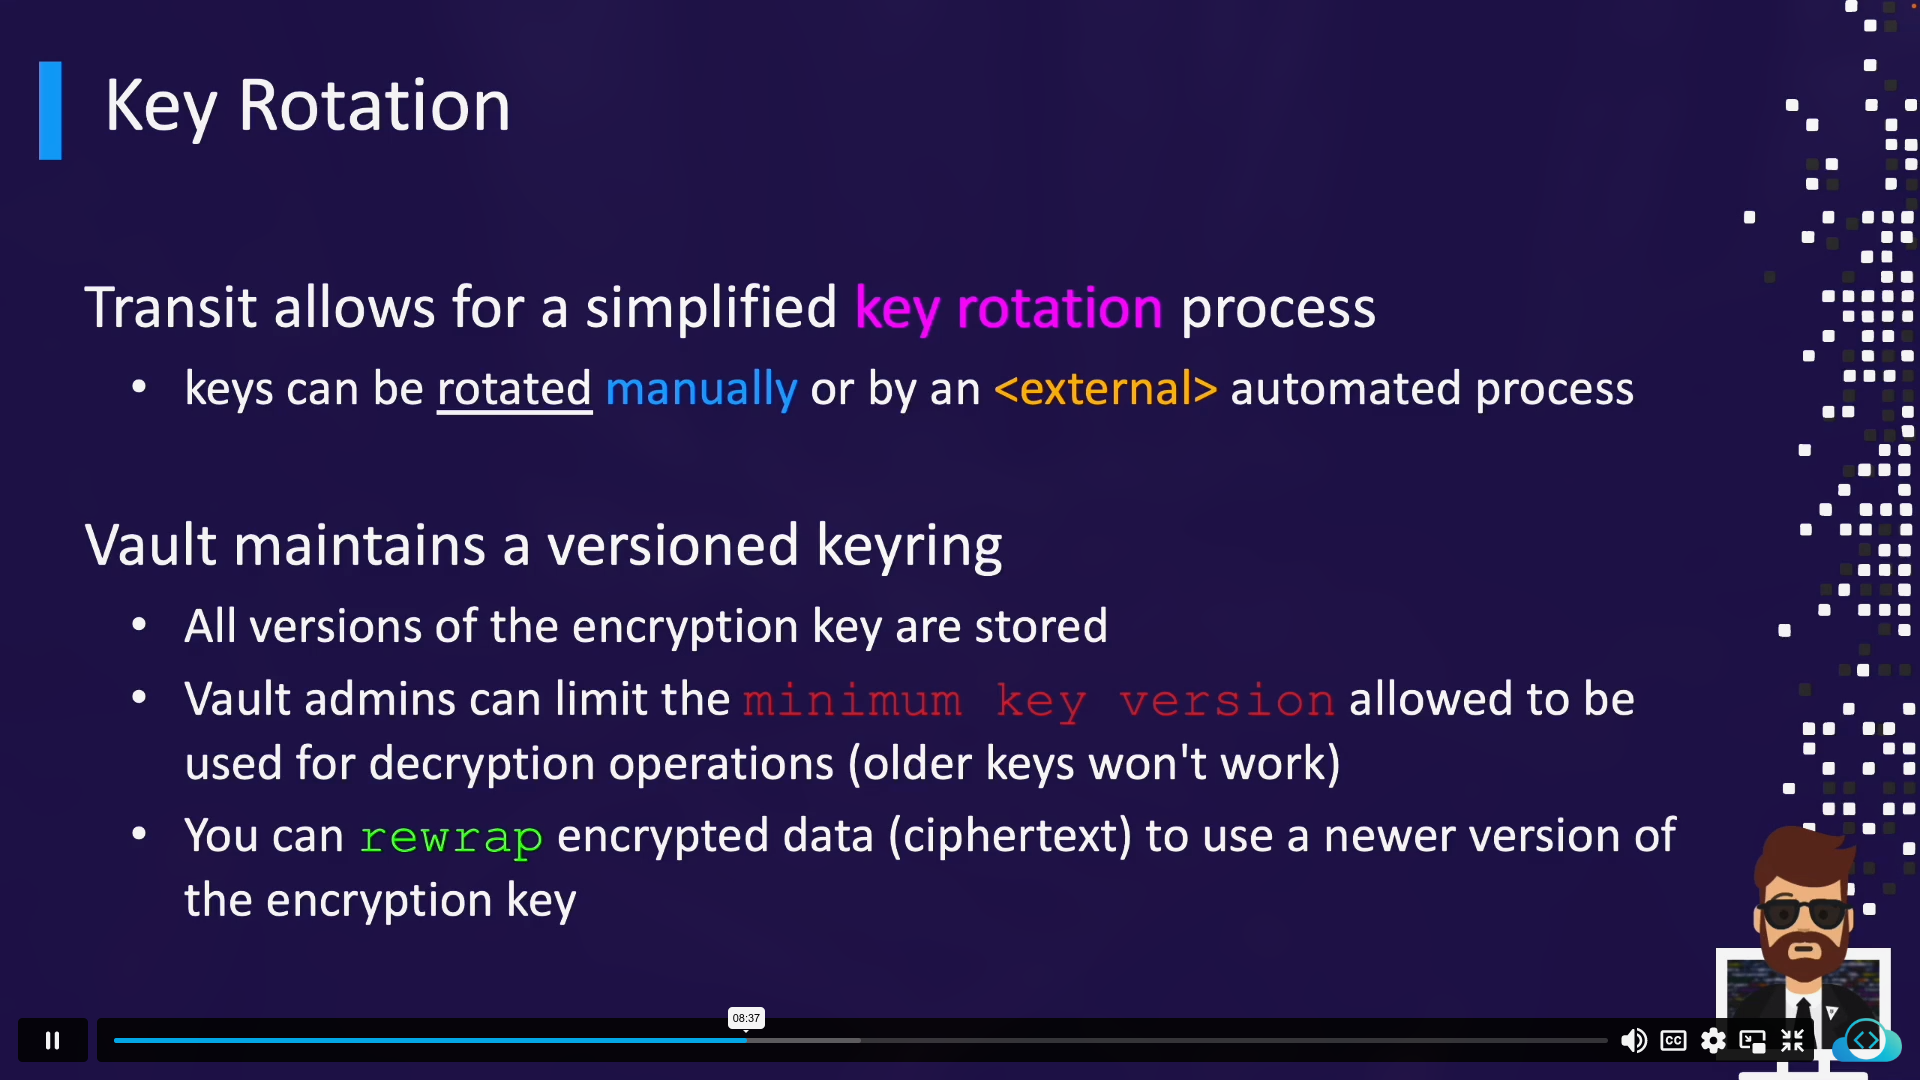 Key Rotation
Transit allows for a simplified key rotation process
• keys can be rotated manually or by an <external> automated process
Vault maintains a versioned keyring
• All versions of the encryption key are stored
• Vault admins can limit the minimum key version allowed to be
used for decryption operations (older keys won't work)
• You can rewrap encrypted data (ciphertext) to use a newer version of
the encryption key
08:37
CC